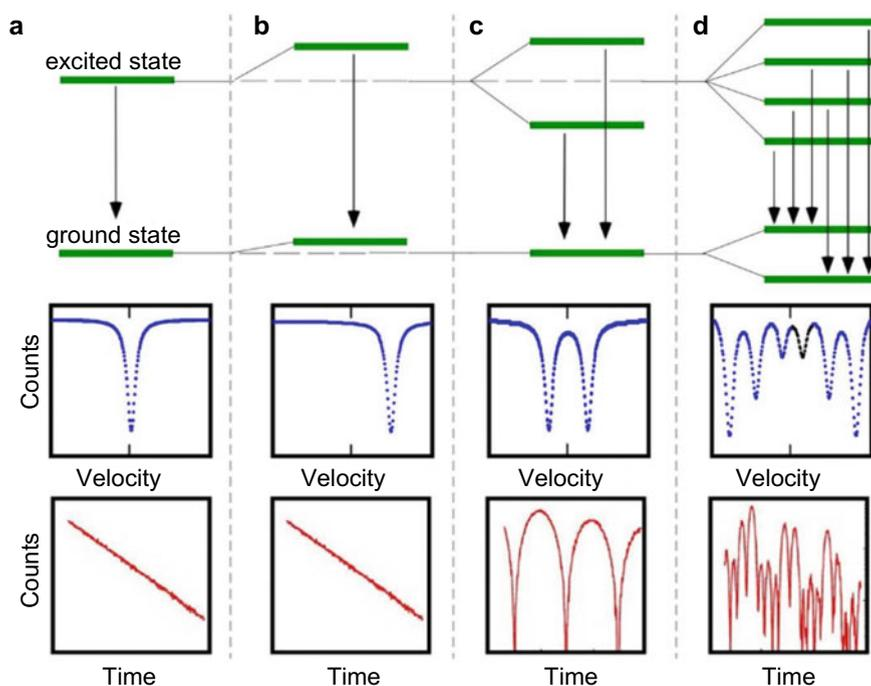 a b c d
excited state
ground state
Counts
Velocity Velocity Velocity Velocity
Counts
Time Time Time Time